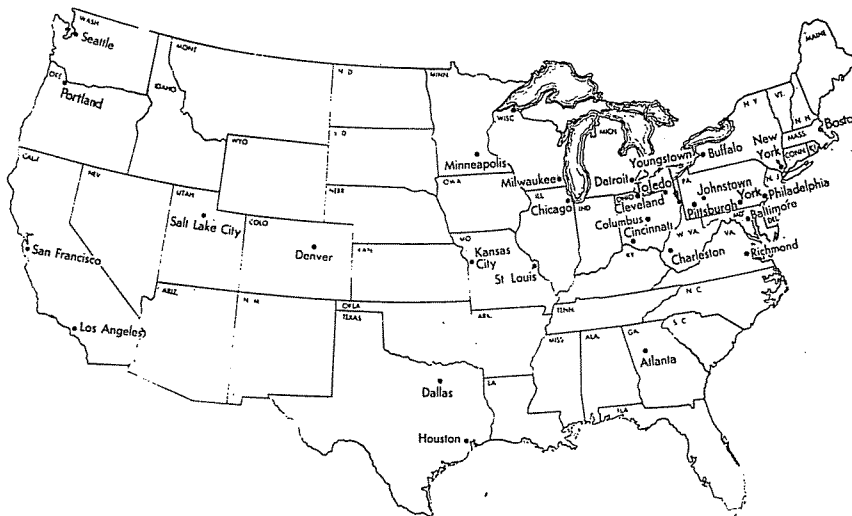 WASH
Seattle
MONT
N D
MINN
MAINE
ORE
Portland
IDAHO
S D
WISC
MICH
N Y
VT.
N H
Boston
MASS
CONN
R I
New
York
Buffalo
Youngstown
Minneapolis
WYO
Milwaukee
Detroit
Toledo
Cleveland
OHIO
PA.
Johnstown
York
Pittsburgh
N J
Philadelphia
MD
Baltimore
DEL
CALIF
NEV
UTAH
Salt Lake City
NEBR
IOWA
ILL
Chicago
IND
Columbus
Cincinnati
W VA.
VA.
Richmond
Charleston
KY
San Francisco
COLO
Denver
KAN.
MO
Kansas
City
St Louis
Los Angeles
ARIZ.
N M
OKLA
TEXAS
ARK.
TENN.
N C
S C
MISS
ALA.
GA.
Atlanta
Dallas
LA
FLA
Houston